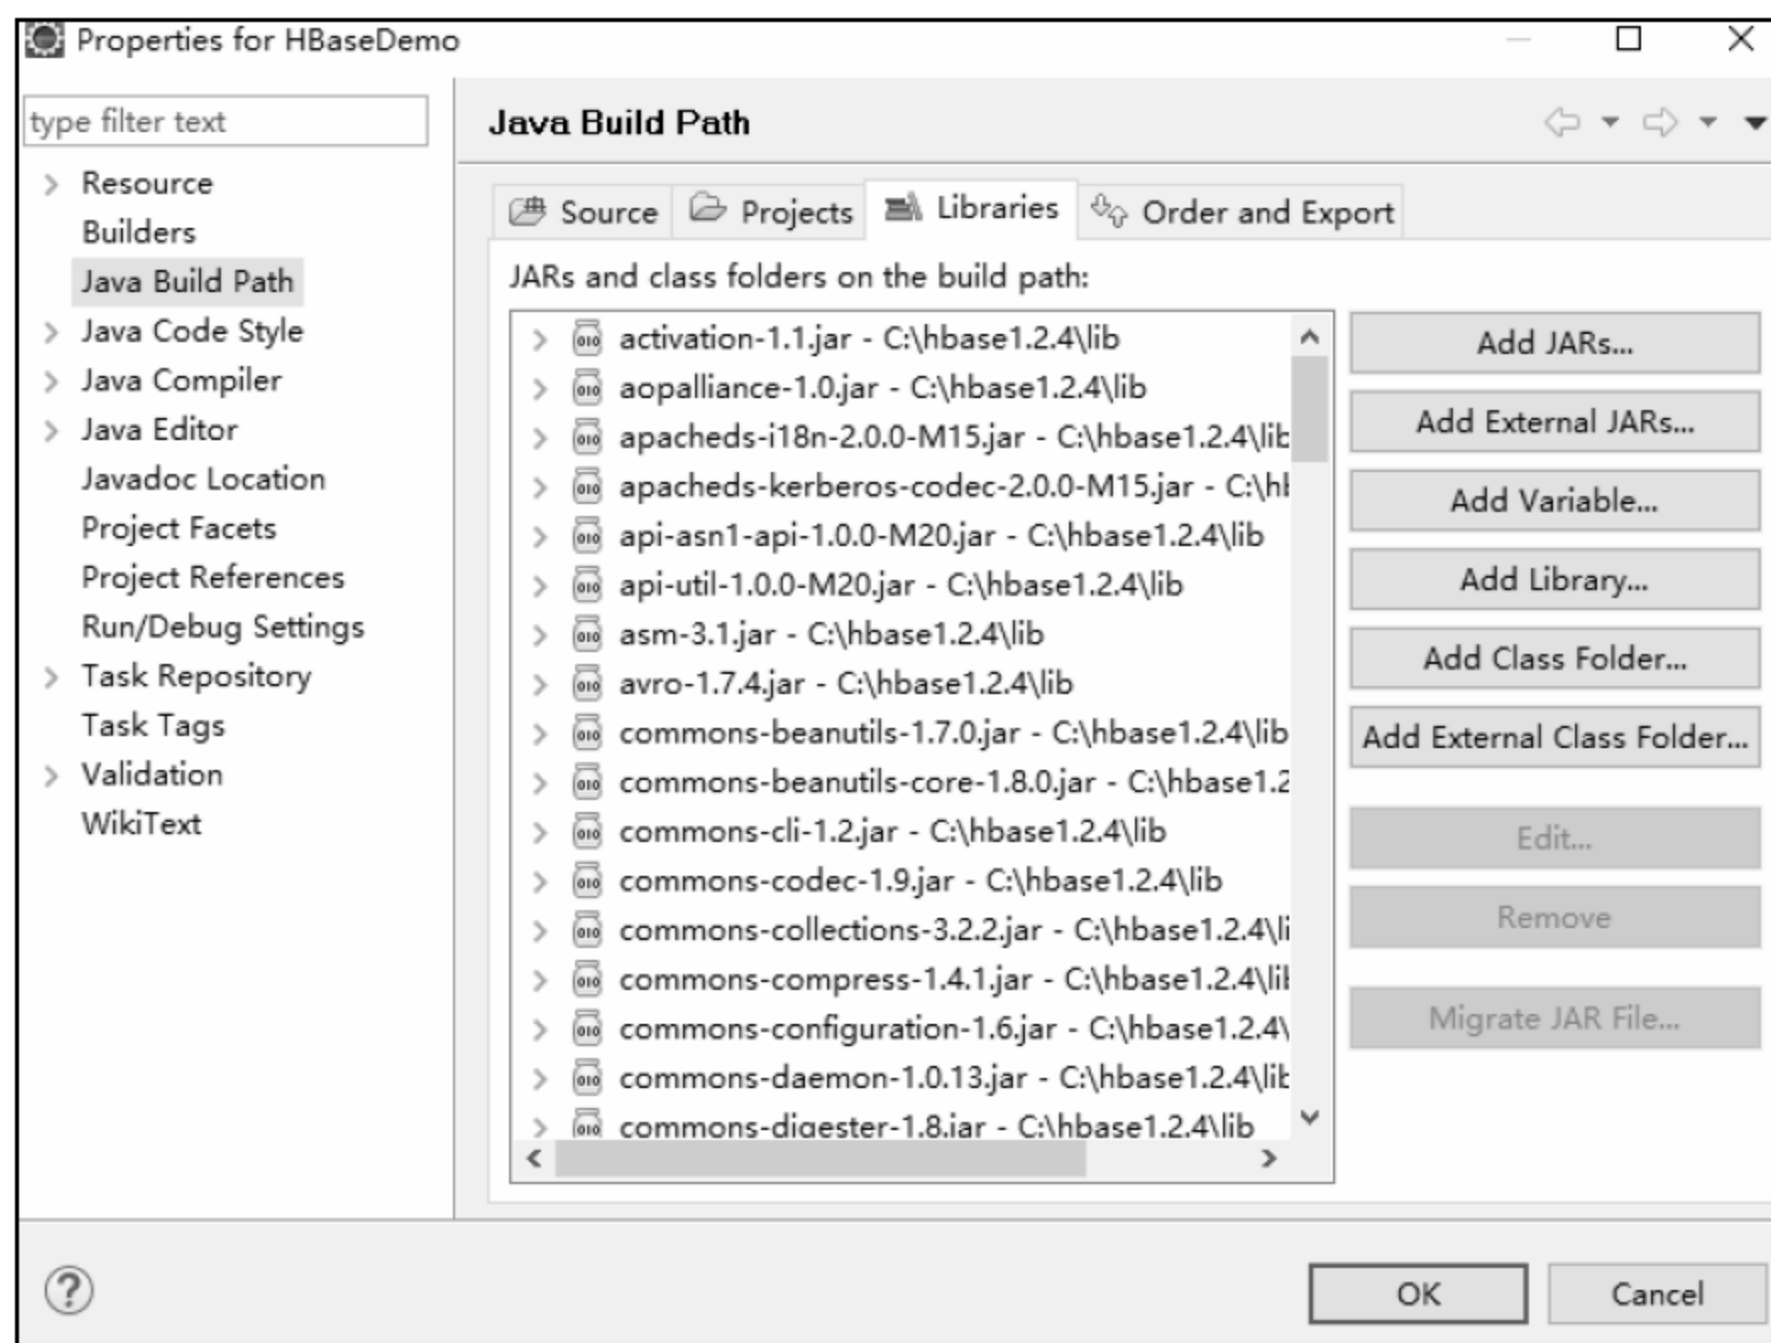 Properties for HBaseDemo
type filter text
Resource
Builders
Java Build Path
Java Code Style
Java Compiler
Java Editor
Javadoc Location
Project Facets
Project References
Run/Debug Settings
Task Repository
Task Tags
Validation
WikiText
Java Build Path
Source Projects Libraries Order and Export
JARs and class folders on the build path:
activation-1.1.jar - C:\hbase1.2.4\lib
aopalliance-1.0.jar - C:\hbase1.2.4\lib
apacheds-i18n-2.0.0-M15.jar - C:\hbase1.2.4\lib
apacheds-kerberos-codec-2.0.0-M15.jar - C:\hb
api-asn1-api-1.0.0-M20.jar - C:\hbase1.2.4\lib
api-util-1.0.0-M20.jar - C:\hbase1.2.4\lib
asm-3.1.jar - C:\hbase1.2.4\lib
avro-1.7.4.jar - C:\hbase1.2.4\lib
commons-beanutils-1.7.0.jar - C:\hbase1.2.4\lib
commons-beanutils-core-1.8.0.jar - C:\hbase1.2
commons-cli-1.2.jar - C:\hbase1.2.4\lib
commons-codec-1.9.jar - C:\hbase1.2.4\lib
commons-collections-3.2.2.jar - C:\hbase1.2.4\li
commons-compress-1.4.1.jar - C:\hbase1.2.4\lib
commons-configuration-1.6.jar - C:\hbase1.2.4\
commons-daemon-1.0.13.jar - C:\hbase1.2.4\lib
commons-digester-1.8.jar - C:\hbase1.2.4\lib
Add JARs...
Add External JARs...
Add Variable...
Add Library...
Add Class Folder...
Add External Class Folder...
Edit...
Remove
Migrate JAR File...
OK
Cancel